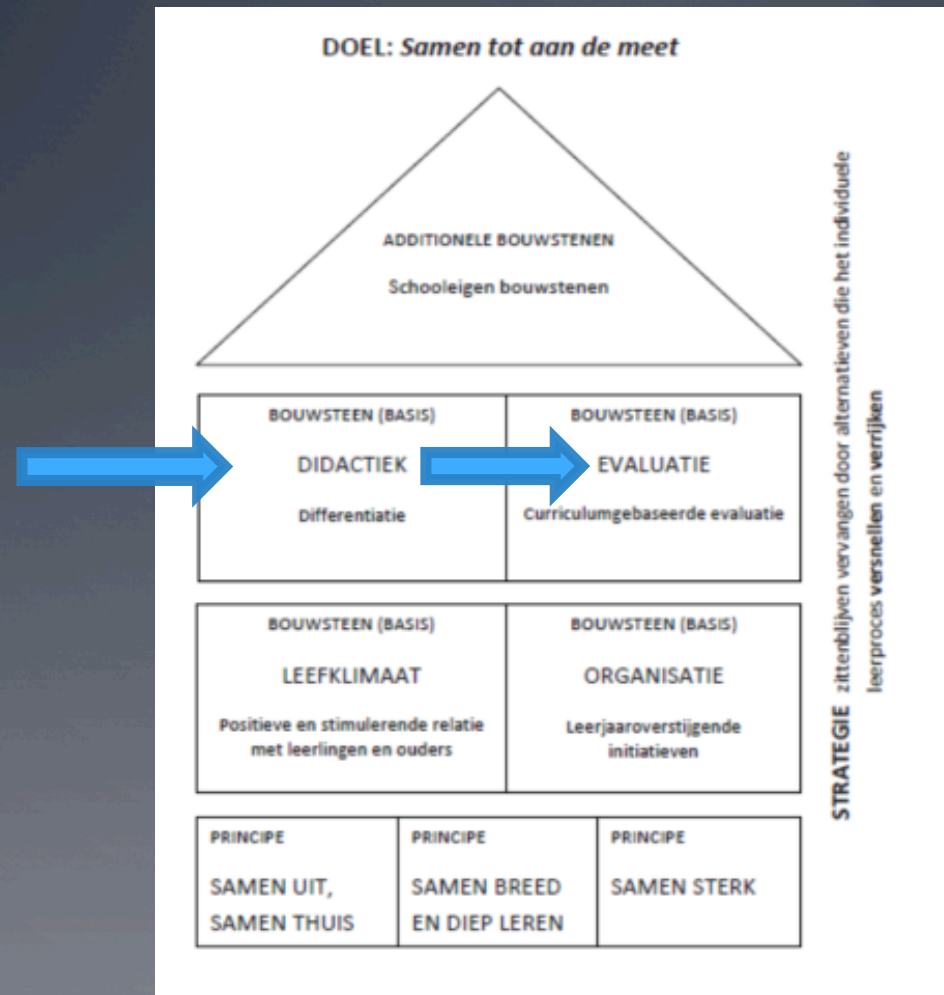 DOEL: Samen tot aan de meet
ADDITIONELE BOUWSTENEN
Schooleigen bouwstenen
BOUWSTEEN (BASIS)
DIDACTIEK
Differentiatie
BOUWSTEEN (BASIS)
EVALUATIE
Curriculumgebaseerde evaluatie
BOUWSTEEN (BASIS)
LEEFKLIMAAT
Positieve en stimulerende relatie
met leerlingen en ouders
BOUWSTEEN (BASIS)
ORGANISATIE
Leerjaaroverstijgende
initiatieven
PRINCIPE
SAMEN UIT,
SAMEN THUIS
PRINCIPE
SAMEN BREED
EN DIEP LEREN
PRINCIPE
SAMEN STERK
STRATEGIE zittenblijven vervangen door alternatieven die het individuele
leerproces versnellen en verrijken